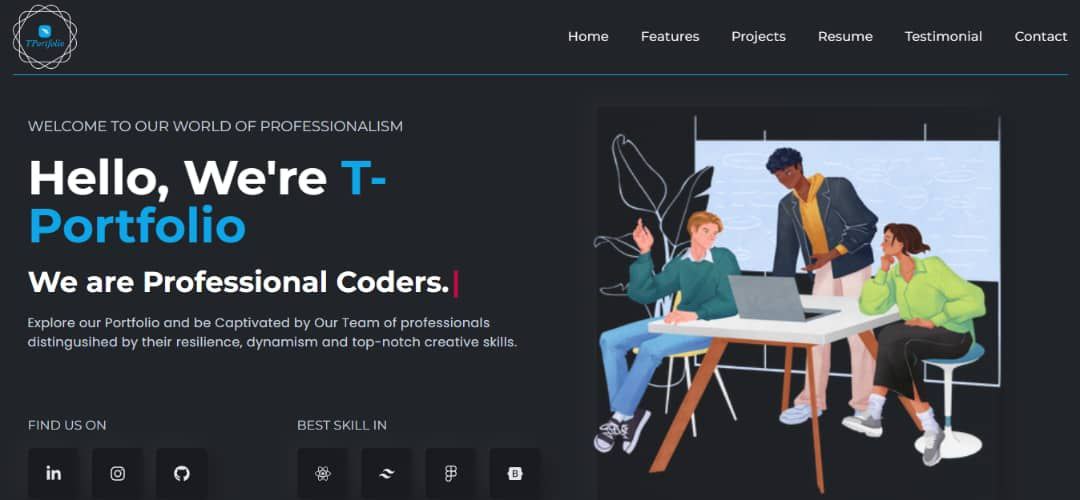 TPortfolio
Home Features Projects Resume Testimonial Contact
WELCOME TO OUR WORLD OF PROFESSIONALISM
Hello, We're T-
Portfolio
We are Professional Coders.
Explore our Portfolio and be Captivated by Our Team of professionals
distingusihed by their resilience, dynamism and top-notch creative skills.
FIND US ON
BEST SKILL IN
in
B